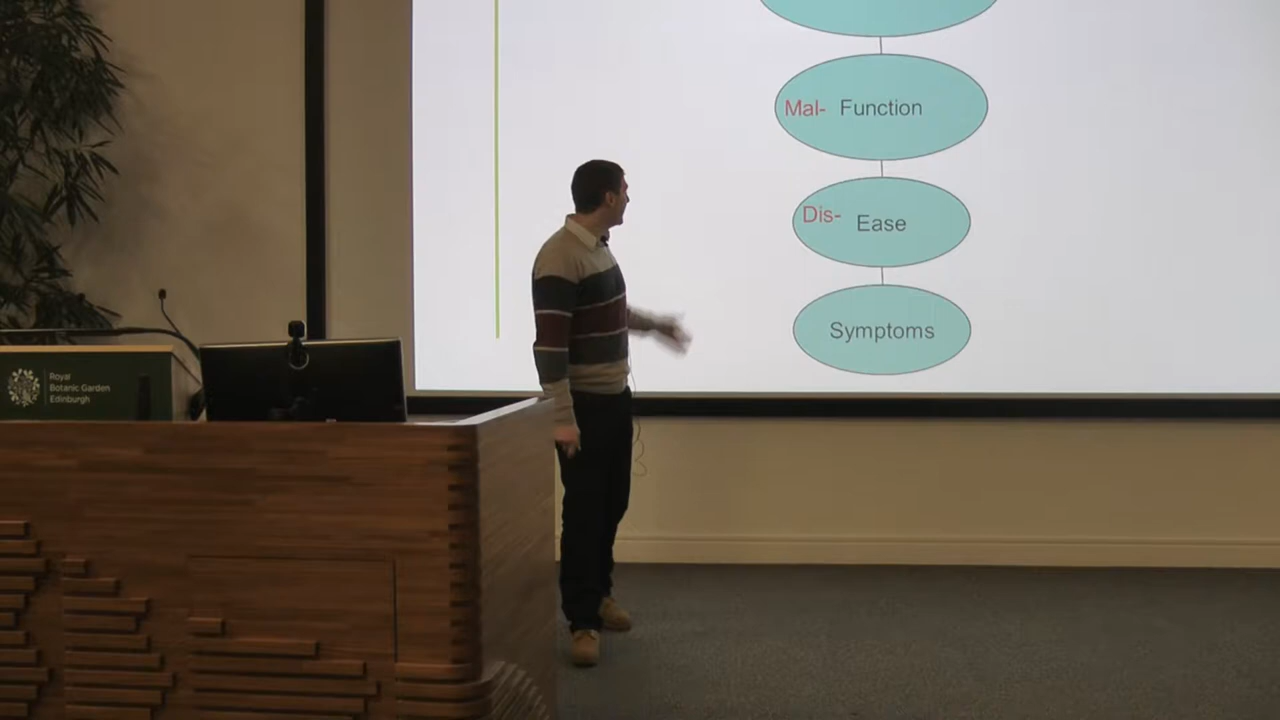 Mal- Function
Dis- Ease
Symptoms
Royal
Botanic Garden
Edinburgh